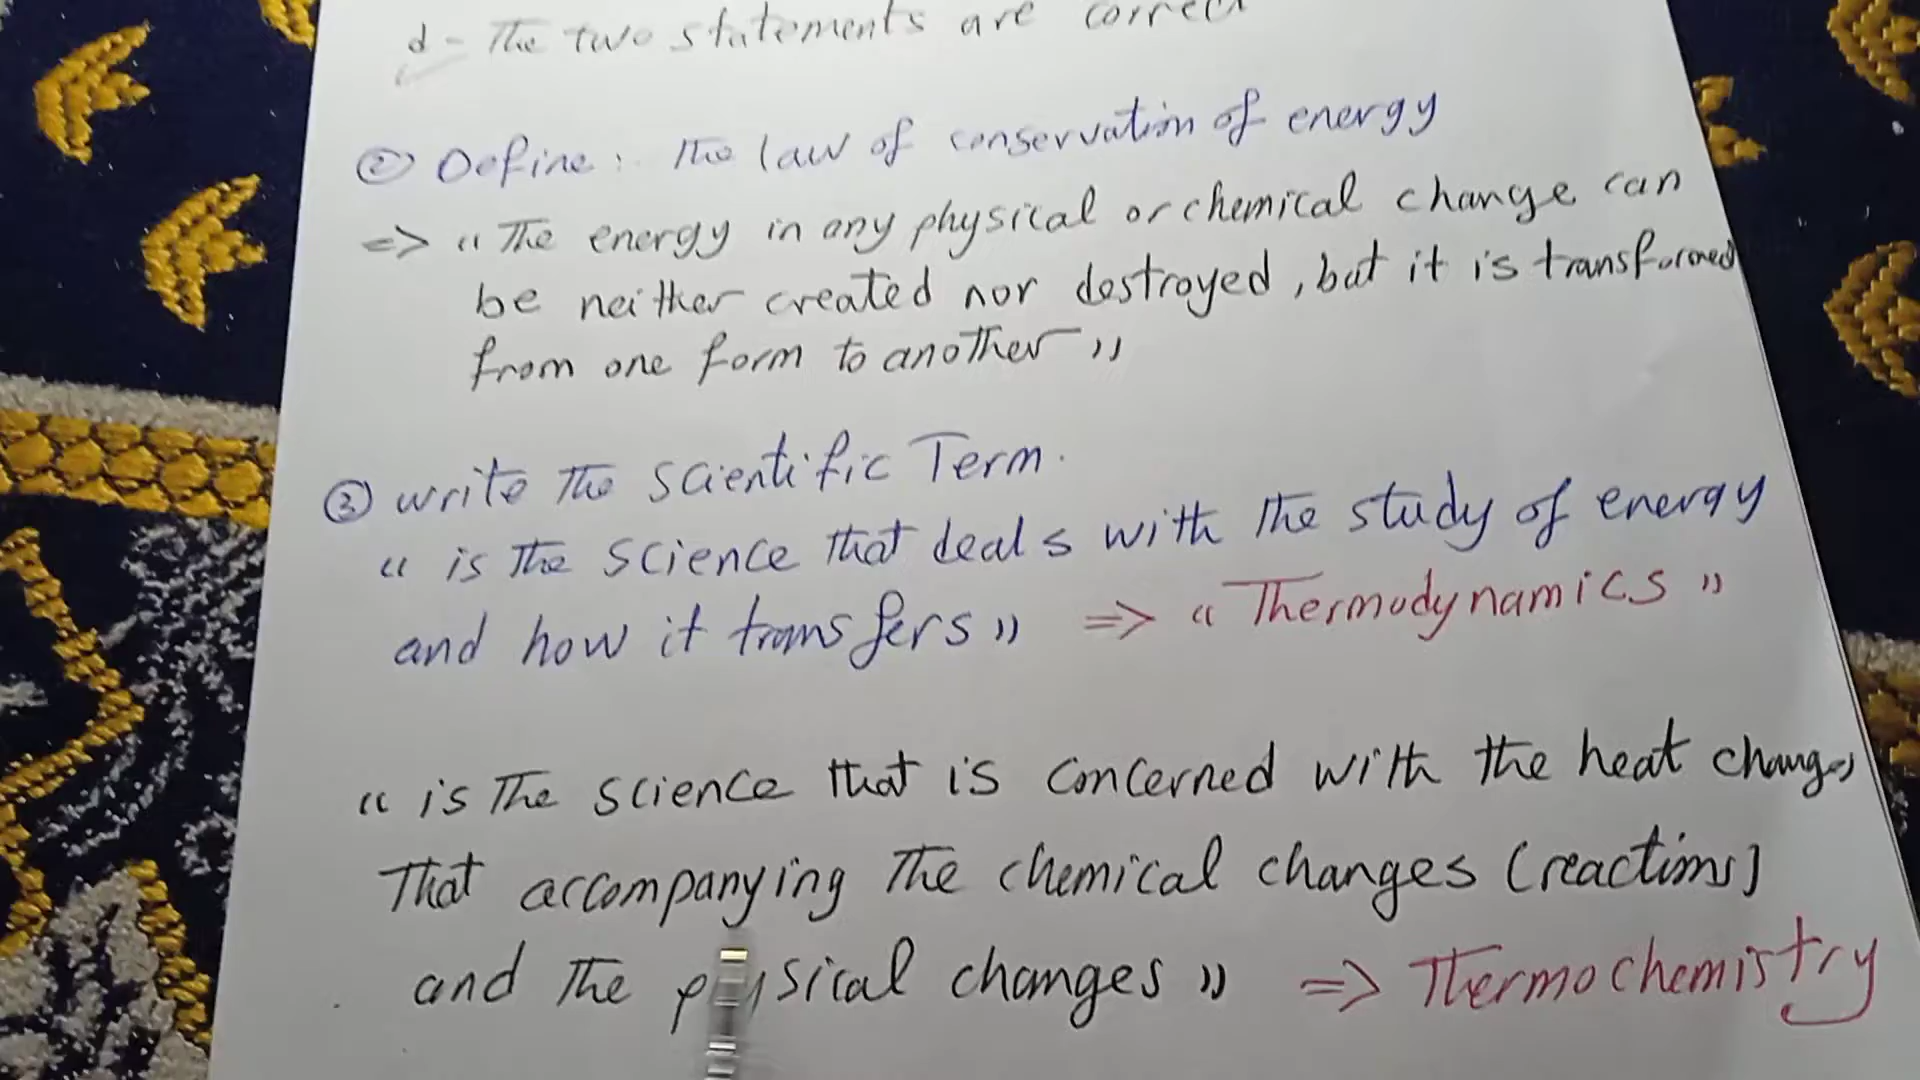 d - The two statements are correct
② Define: The law of conservation of energy
=> " The energy in any physical or chemical change can
be neither created nor destroyed, but it is transformed
from one form to another "
③ write the scientific Term.
" is the science that deals with the study of energy
and how it transfers " => " Thermodynamics "
" is the science that is concerned with the heat changes
That accompanying the chemical changes (reactions)
and the physical changes " => Thermochemistry